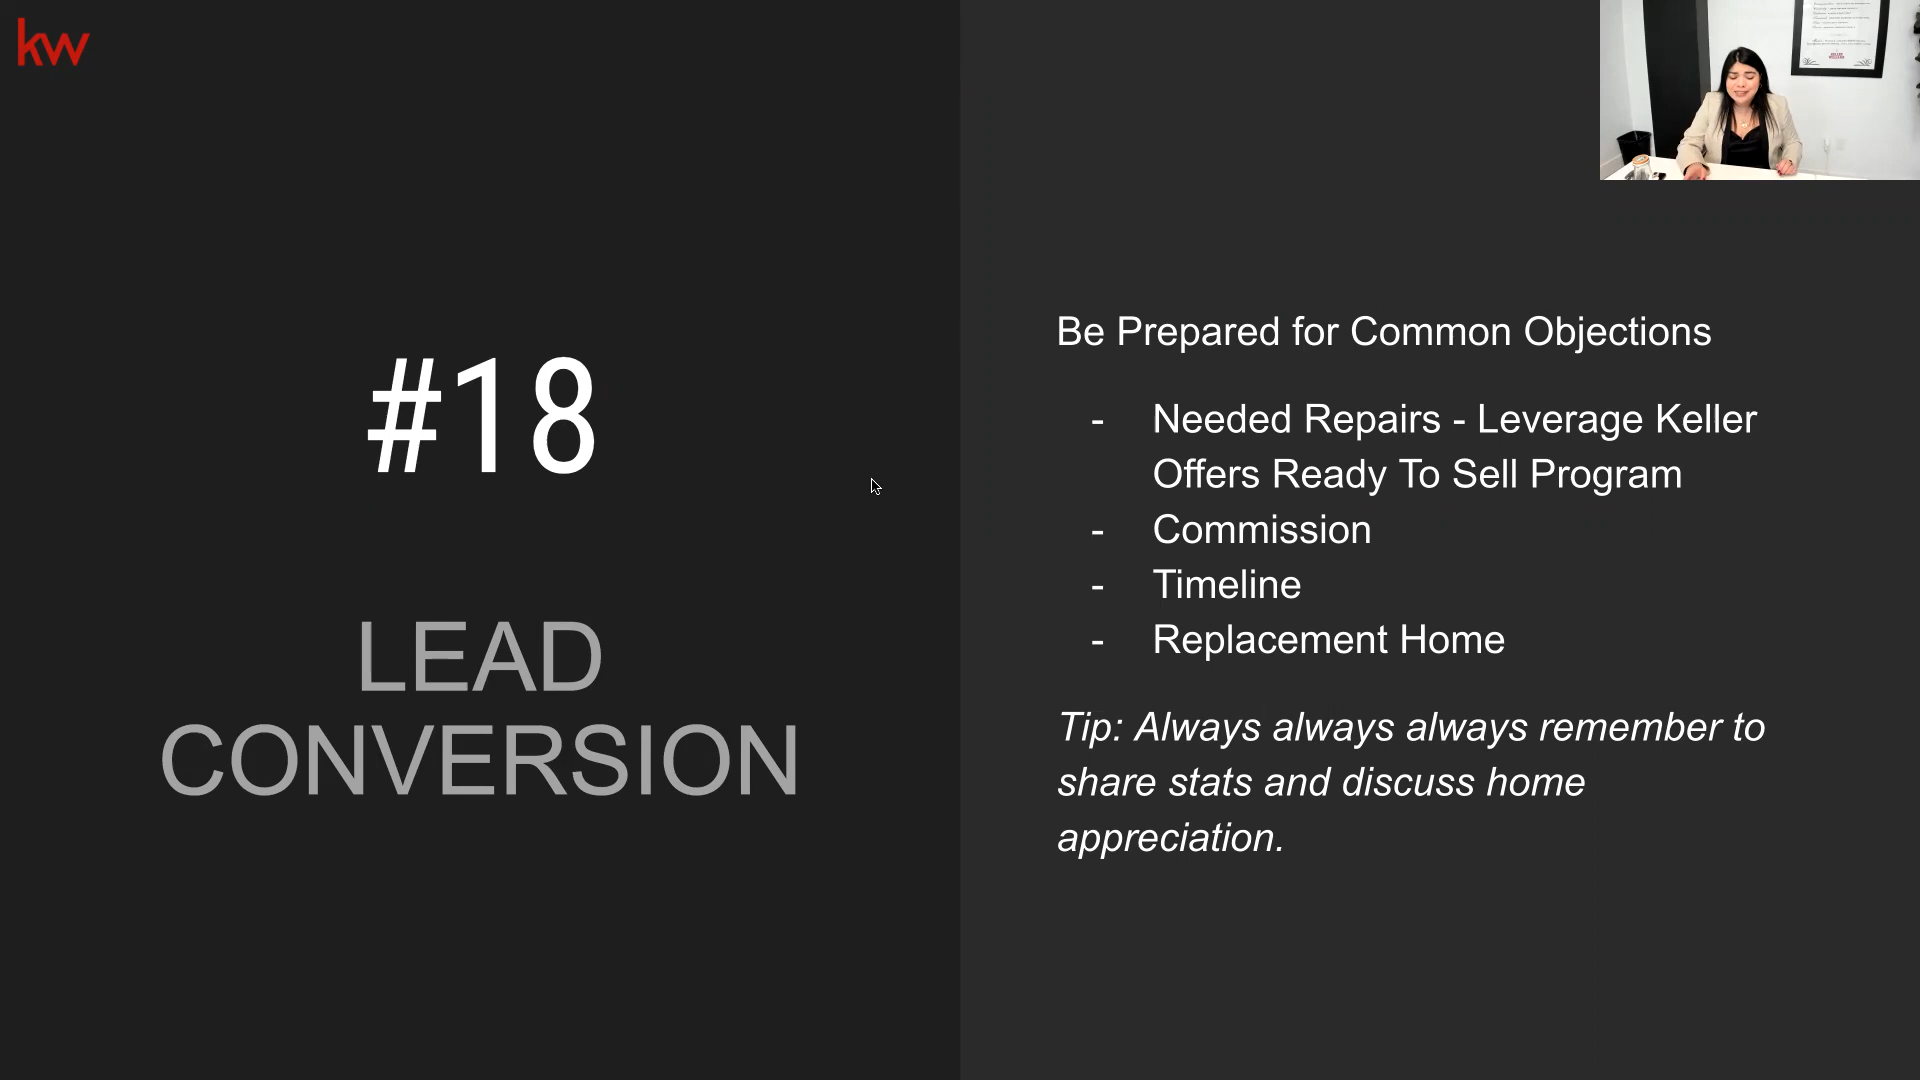 kw
#18
LEAD
CONVERSION
Be Prepared for Common Objections
- Needed Repairs - Leverage Keller
Offers Ready To Sell Program
- Commission
- Timeline
- Replacement Home
Tip: Always always always remember to
share stats and discuss home
appreciation.